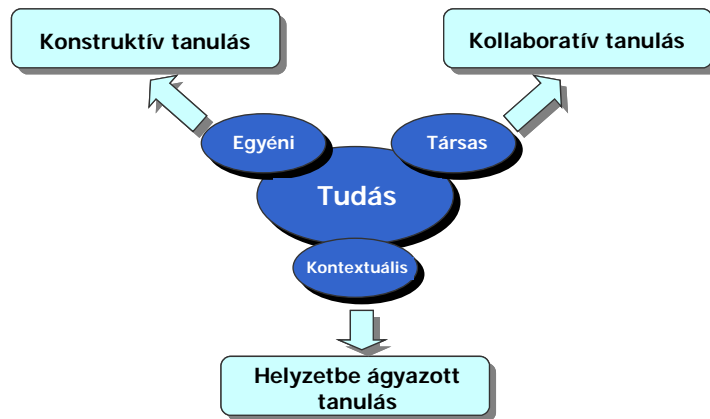 Konstruktív tanulás
Kollaboratív tanulás
Egyéni
Társas
Tudás
Kontextuális
Helyzetbe ágyazott
tanulás